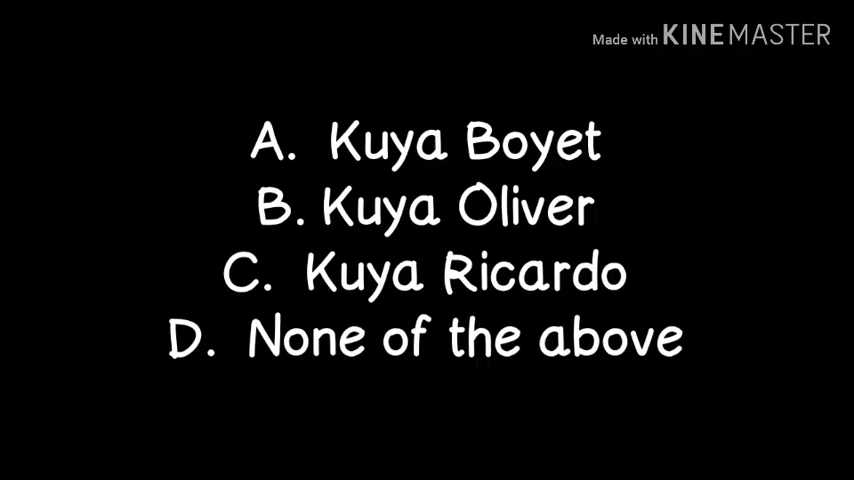 Made with KINEMASTER
A. Kuya Boyet
B. Kuya Oliver
C. Kuya Ricardo
D. None of the above